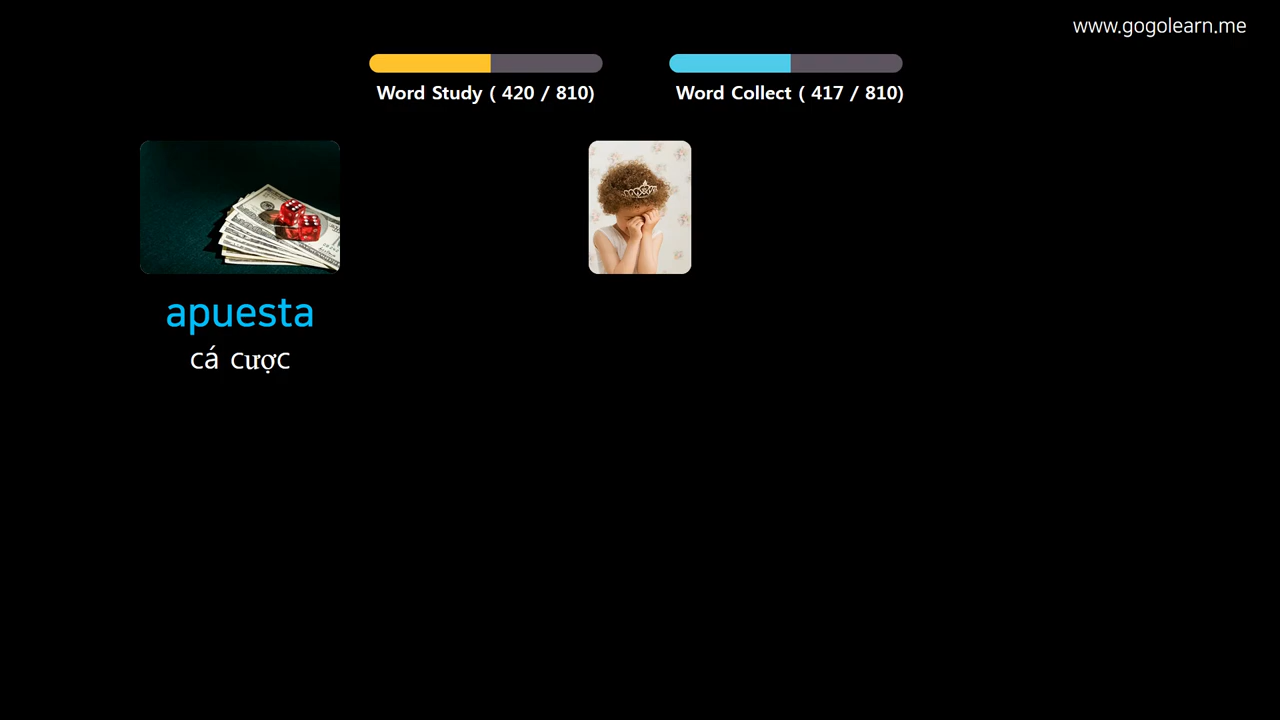 www.gogolearn.me
Word Study ( 420 / 810)
Word Collect ( 417 / 810)
apuesta
cá cược